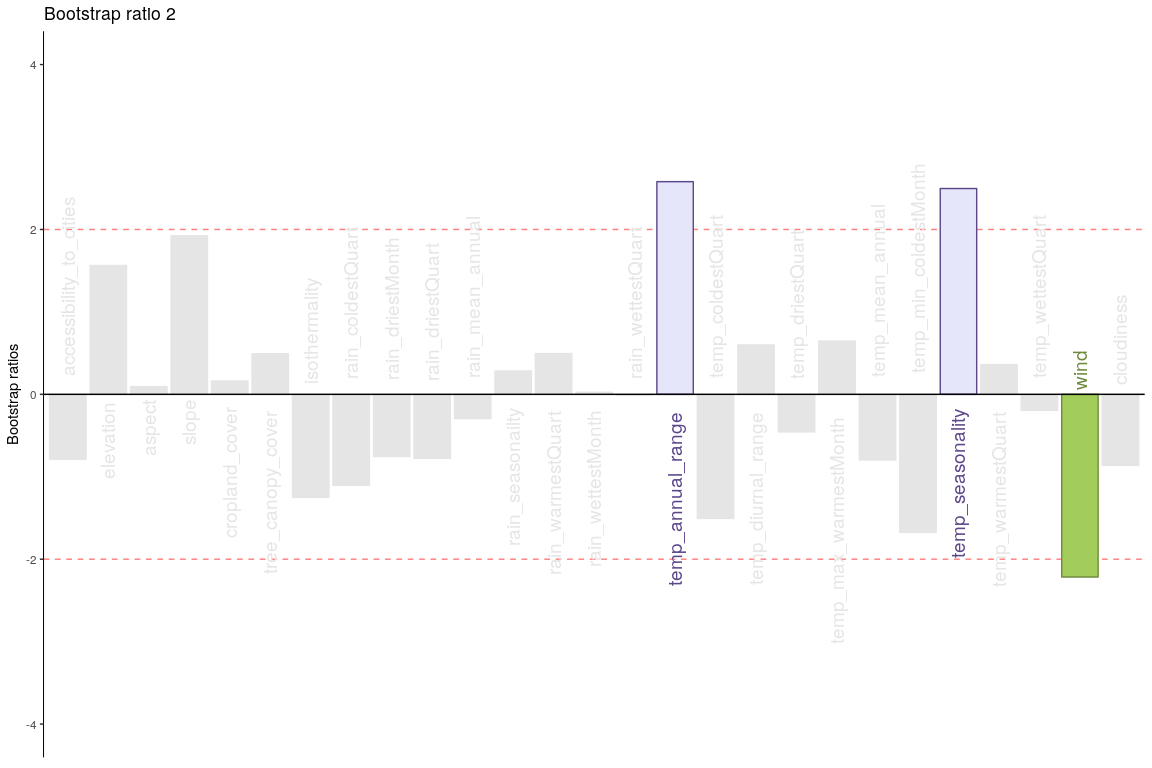 Bootstrap ratio 2
Bootstrap ratios
4
2
0
-2
-4
accessibility_to_cities
elevation
aspect
slope
cropland_cover
tree_canopy_cover
isothermality
rain_coldestQuart
rain_driestMonth
rain_driestQuart
rain_mean_annual
rain_seasonailty
rain_warmestQuart
rain_wettestMonth
rain_wettestQuart
temp_annual_range
temp_coldestQuart
temp_diurnal_range
temp_driestQuart
temp_max_warmestMonth
temp_mean_annual
temp_min_coldestMonth
temp_seasonality
temp_warmestQuart
temp_wettestQuart
wind
cloudiness